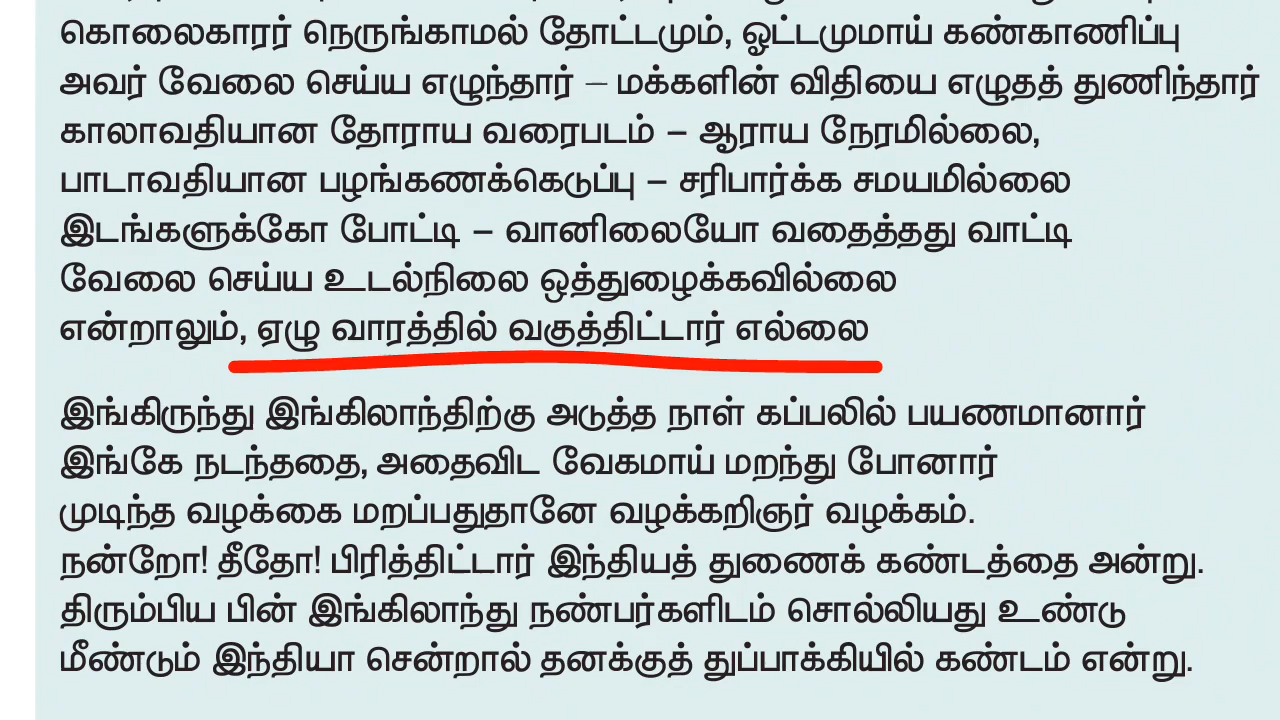 கொலைகாரர் நெருங்காமல் தோட்டமும், ஓட்டமுமாய் கண்காணிப்பு
அவர் வேலை செய்ய எழுந்தார் – மக்களின் விதியை எழுதத் துணிந்தார்
காலாவதியான தோராய வரைபடம் – ஆராய நேரமில்லை,
பாடாவதியான பழங்கணக்கெடுப்பு – சரிபார்க்க சமயமில்லை
இடங்களுக்கோ போட்டி – வானிலையோ வதைத்தது வாட்டி
வேலை செய்ய உடல்நிலை ஒத்துழைக்கவில்லை
என்றாலும், ஏழு வாரத்தில் வகுத்திட்டார் எல்லை
இங்கிருந்து இங்கிலாந்திற்கு அடுத்த நாள் கப்பலில் பயணமானார்
இங்கே நடந்ததை, அதைவிட வேகமாய் மறந்து போனார்
முடிந்த வழக்கை மறப்பதுதானே வழக்கறிஞர் வழக்கம்.
நன்றோ! தீதோ! பிரித்திட்டார் இந்தியத் துணைக் கண்டத்தை அன்று.
திரும்பிய பின் இங்கிலாந்து நண்பர்களிடம் சொல்லியது உண்டு
மீண்டும் இந்தியா சென்றால் தனக்குத் துப்பாக்கியில் கண்டம் என்று.